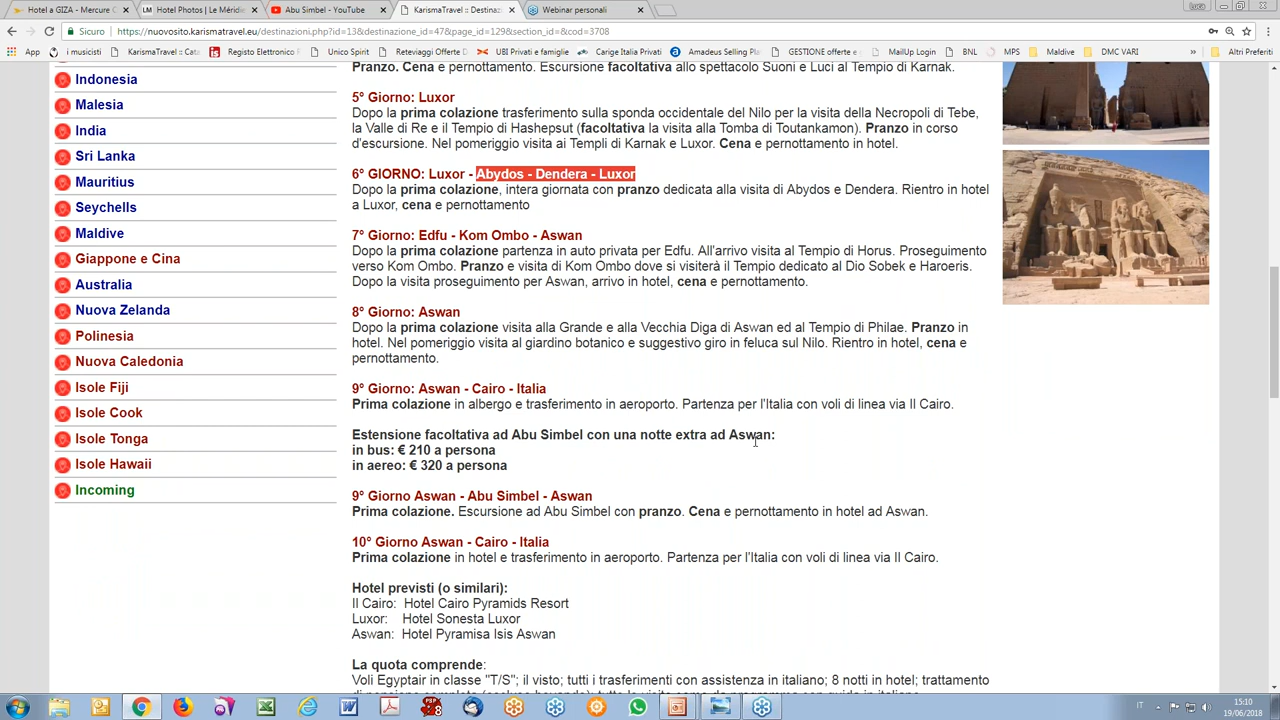 Hotel a GIZA - Mercure C
Hotel Photos | Le Méridie
Abu Simbel - YouTube
KarismaTravel :: Destinaz
Webinar personali
Sicuro
https://nuovosito.karismatravel.eu/destinazioni.php?id=13&destinazione_id=47&page_id=129&section_id=&cod=3708
App
i musicisti
KarismaTravel :: Cata
Registo Elettronico F
Unico Spirit
Reteviaggi Offerte D
UBI Privati e famiglie
Carige Italia Privati
Amadeus Selling Pla
GESTIONE offerte e
MailUp Login
BNL
MPS
Maldive
DMC VARI
»
Altri Preferiti
Indonesia
Malesia
India
Sri Lanka
Mauritius
Seychells
Maldive
Giappone e Cina
Australia
Nuova Zelanda
Polinesia
Nuova Caledonia
Isole Fiji
Isole Cook
Isole Tonga
Isole Hawaii
Incoming
Pranzo. Cena e pernottamento. Escursione facoltativa allo spettacolo Suoni e Luci al Tempio di Karnak.
5° Giorno: Luxor
Dopo la prima colazione trasferimento sulla sponda occidentale del Nilo per la visita della Necropoli di Tebe,
la Valle di Re e il Tempio di Hashepsut (facoltativa la visita alla Tomba di Toutankamon). Pranzo in corso
d'escursione. Nel pomeriggio visita ai Templi di Karnak e Luxor. Cena e pernottamento in hotel.
6° GIORNO: Luxor - Abydos - Dendera - Luxor
Dopo la prima colazione, intera giornata con pranzo dedicata alla visita di Abydos e Dendera. Rientro in hotel
a Luxor, cena e pernottamento
7° Giorno: Edfu - Kom Ombo - Aswan
Dopo la prima colazione partenza in auto privata per Edfu. All'arrivo visita al Tempio di Horus. Proseguimento
verso Kom Ombo. Pranzo e visita di Kom Ombo dove si visiterà il Tempio dedicato al Dio Sobek e Haroeris.
Dopo la visita proseguimento per Aswan, arrivo in hotel, cena e pernottamento.
8° Giorno: Aswan
Dopo la prima colazione visita alla Grande e alla Vecchia Diga di Aswan ed al Tempio di Philae. Pranzo in
hotel. Nel pomeriggio visita al giardino botanico e suggestivo giro in feluca sul Nilo. Rientro in hotel, cena e
pernottamento.
9° Giorno: Aswan - Cairo - Italia
Prima colazione in albergo e trasferimento in aeroporto. Partenza per l'Italia con voli di linea via Il Cairo.
Estensione facoltativa ad Abu Simbel con una notte extra ad Aswan:
in bus: € 210 a persona
in aereo: € 320 a persona
9° Giorno Aswan - Abu Simbel - Aswan
Prima colazione. Escursione ad Abu Simbel con pranzo. Cena e pernottamento in hotel ad Aswan.
10° Giorno Aswan - Cairo - Italia
Prima colazione in hotel e trasferimento in aeroporto. Partenza per l'Italia con voli di linea via Il Cairo.
Hotel previsti (o similari):
Il Cairo: Hotel Cairo Pyramids Resort
Luxor: Hotel Sonesta Luxor
Aswan: Hotel Pyramisa Isis Aswan
La quota comprende:
Voli Egyptair in classe "T/S"; il visto; tutti i trasferimenti con assistenza in italiano; 8 notti in hotel; trattamento
IT
15:10
19/06/2018